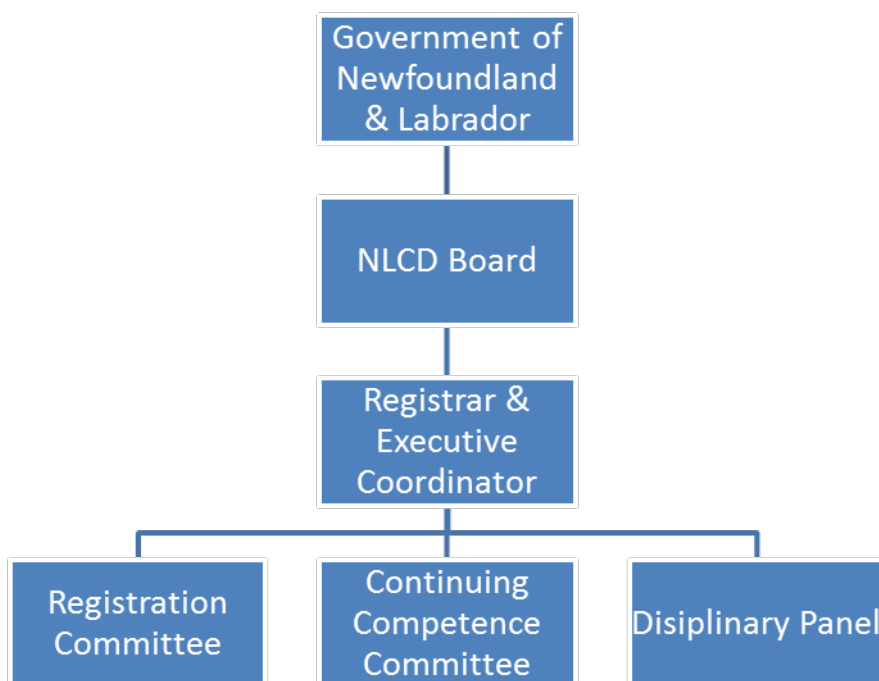 Government of
Newfoundland
& Labrador
NLCD Board
Registrar &
Executive
Coordinator
Registration
Committee
Continuing
Competence
Committee
Disiplinary Panel